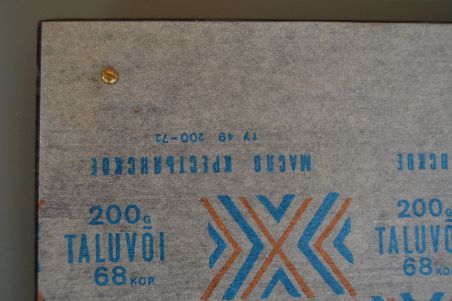 ТУ 49 200-72
МАСЛО КРЕСТЬЯНСКОЕ
200G
TALUVÕI
68 KOP.
200G
TALUVÕI
68 KOP